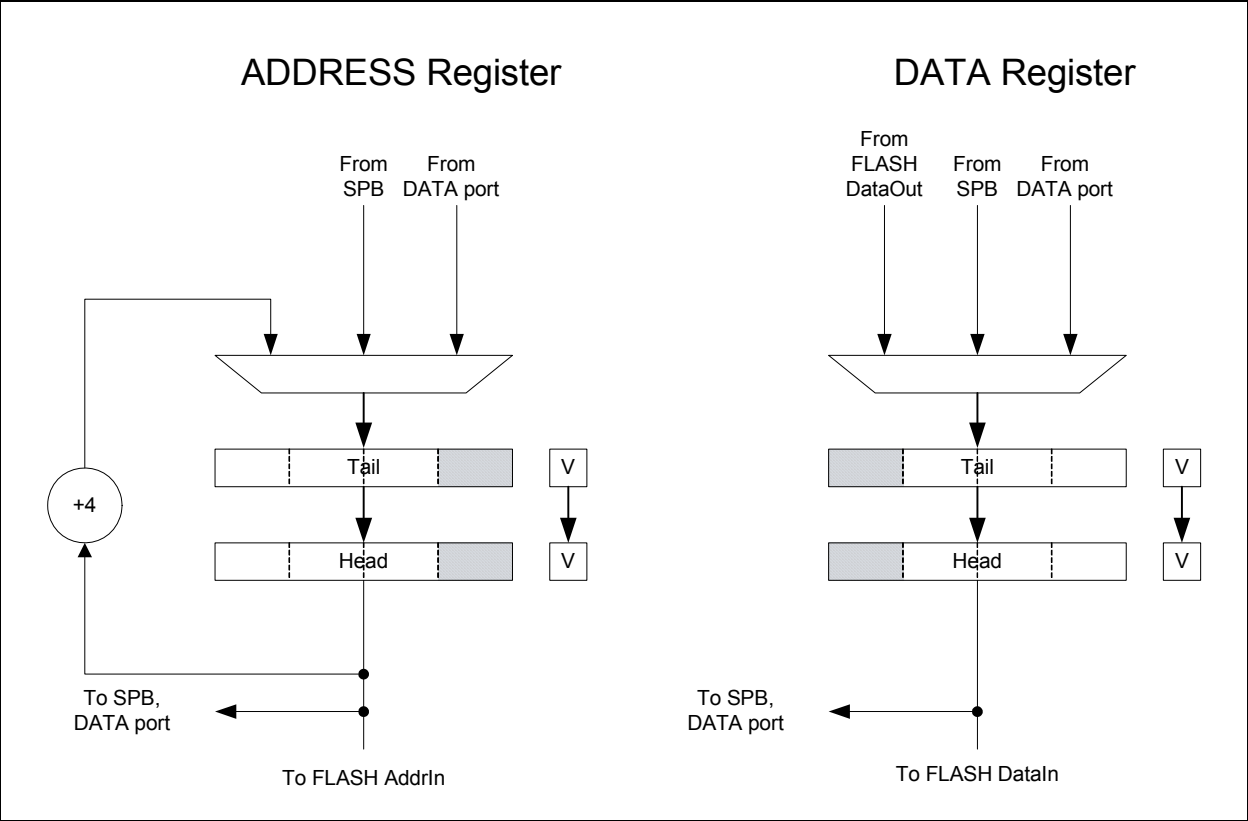 ADDRESS Register
From
SPB
From
DATA port
+4
Tail
V
Head
V
To SPB,
DATA port
To FLASH AddrIn
DATA Register
From
FLASH
DataOut
From
SPB
From
DATA port
Tail
V
Head
V
To SPB,
DATA port
To FLASH DataIn